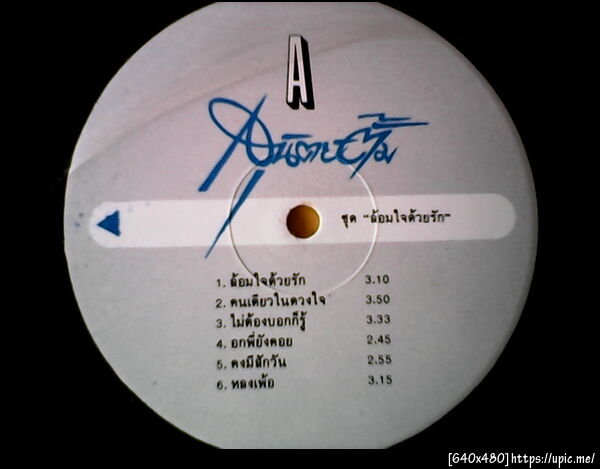 A
ชุด "ล้อมใจด้วยรัก"
1. ล้อมใจด้วยรัก 3.10
2. คนเดียวในดวงใจ 3.50
3. ไม่ต้องบอกก็รู้ 3.33
4. อกพี่ยังคอย 2.45
5. คงมีสักวัน 2.55
6. หลงเพ้อ 3.15
[640x480]https://upic.me/